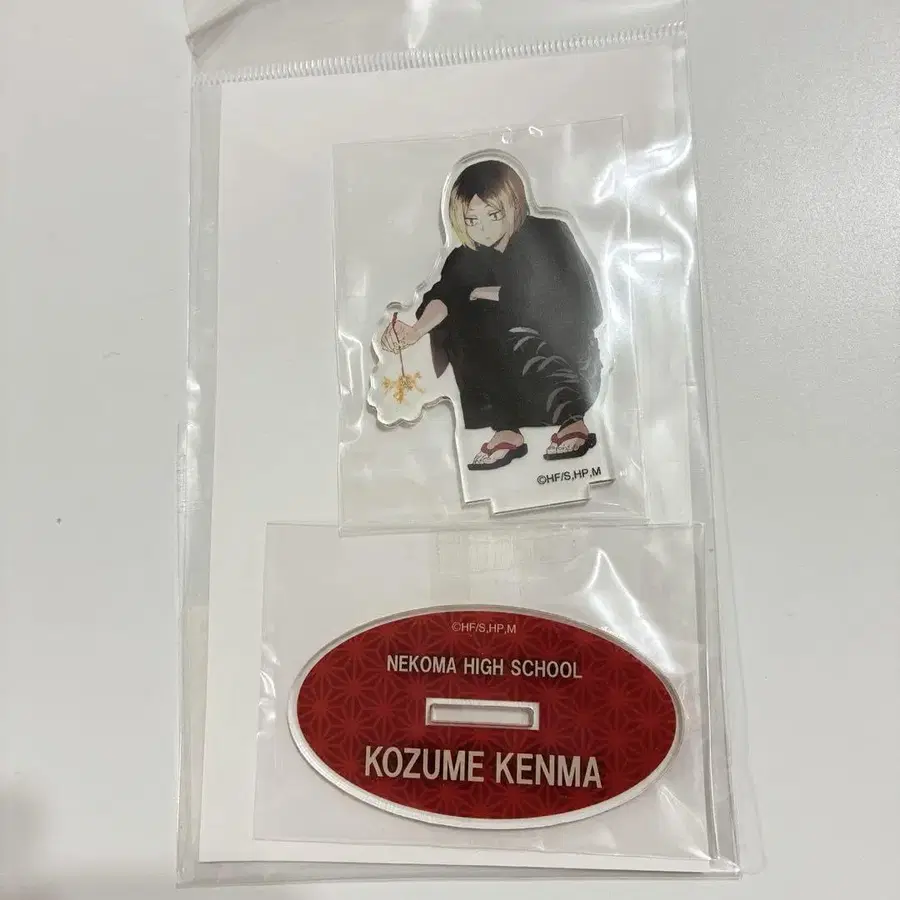 ©HF/S,HP,M
©HF/S,HP,M
NEKOMA HIGH SCHOOL
KOZUME KENMA